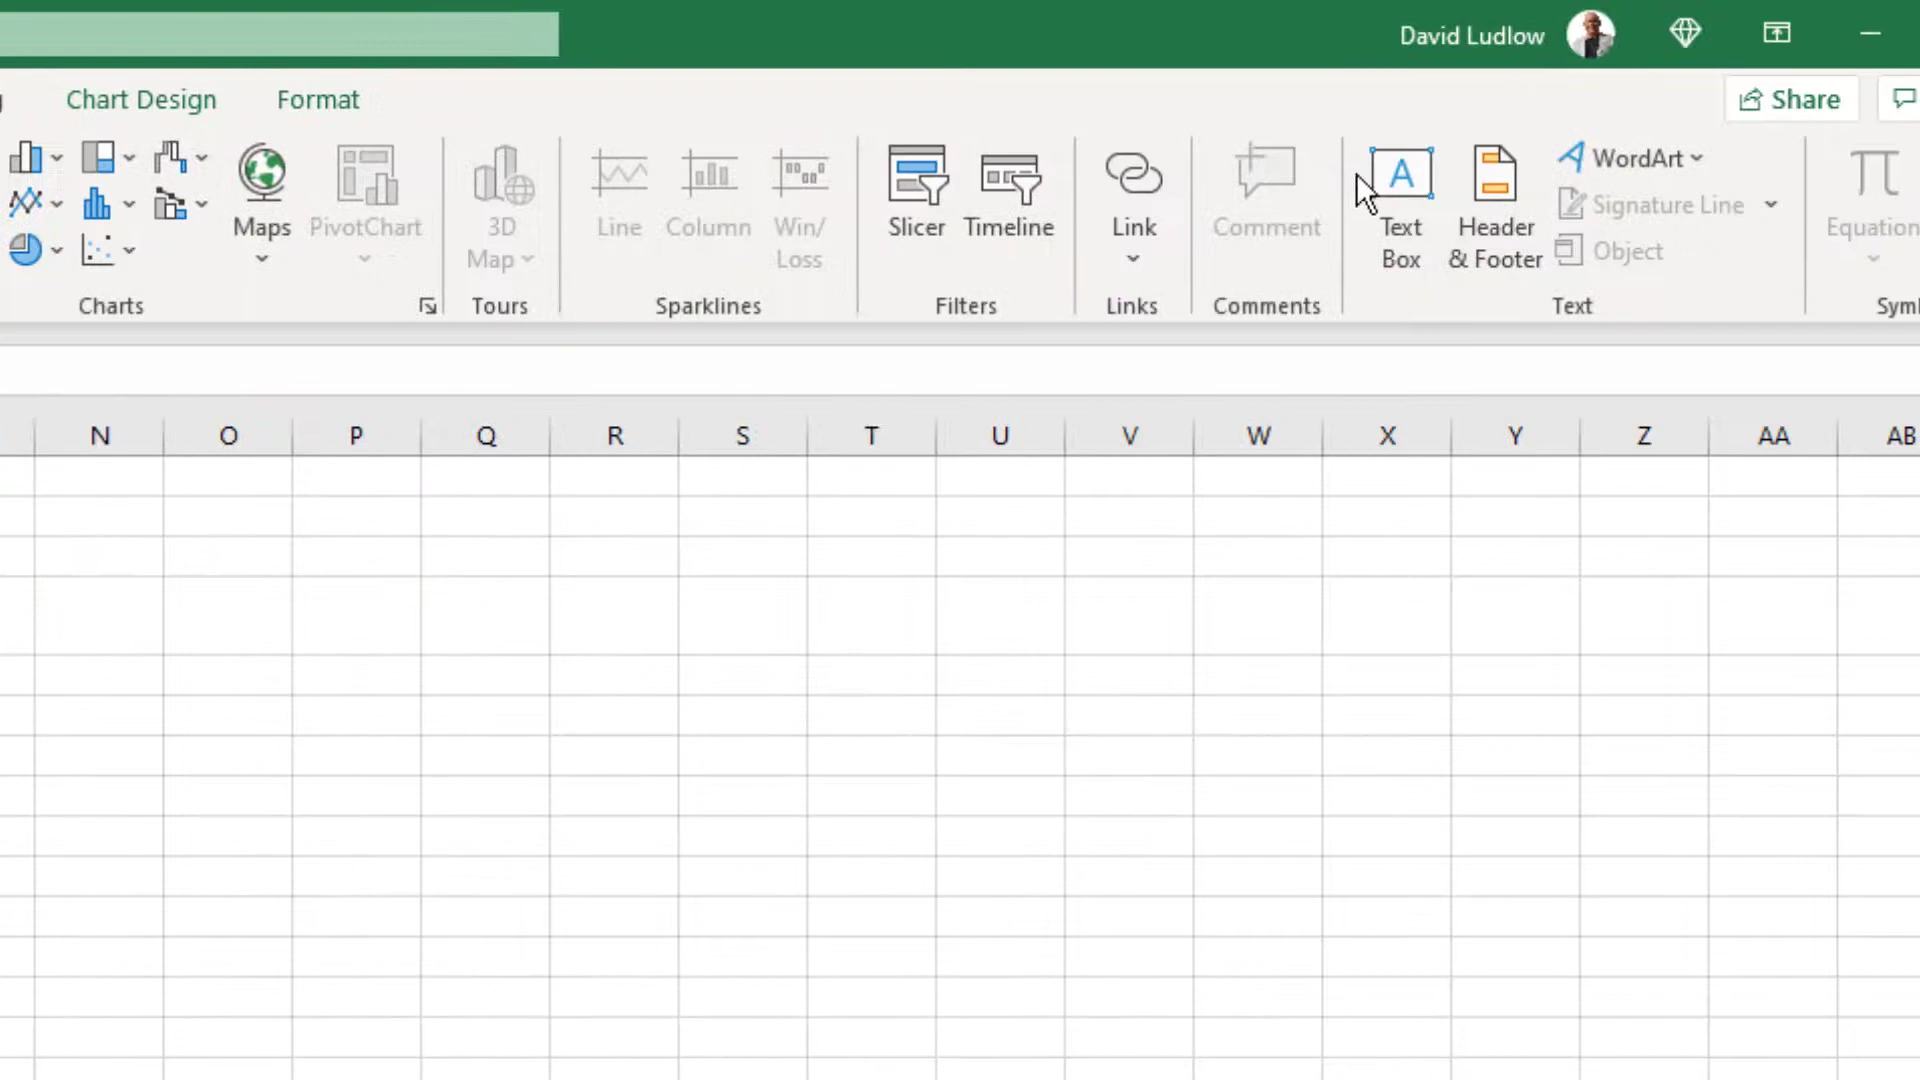 David Ludlow
Chart Design Format Share
Maps PivotChart 3D Map Line Column Win/ Loss Slicer Timeline Link Comment Text Box Header & Footer WordArt Signature Line Object Equation
Charts Tours Sparklines Filters Links Comments Text
N O P Q R S T U V W X Y Z AA AB